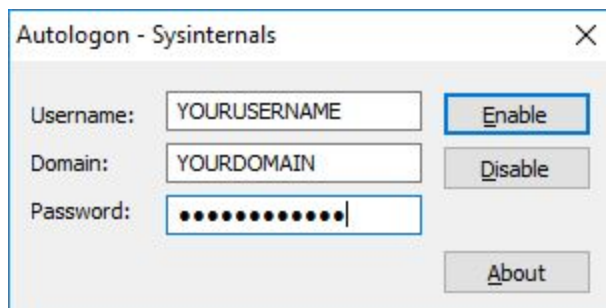 Autologon - Sysinternals
Username: YOURUSERNAME Enable
Domain: YOURDOMAIN Disable
Password: ●●●●●●●●●●●●
About